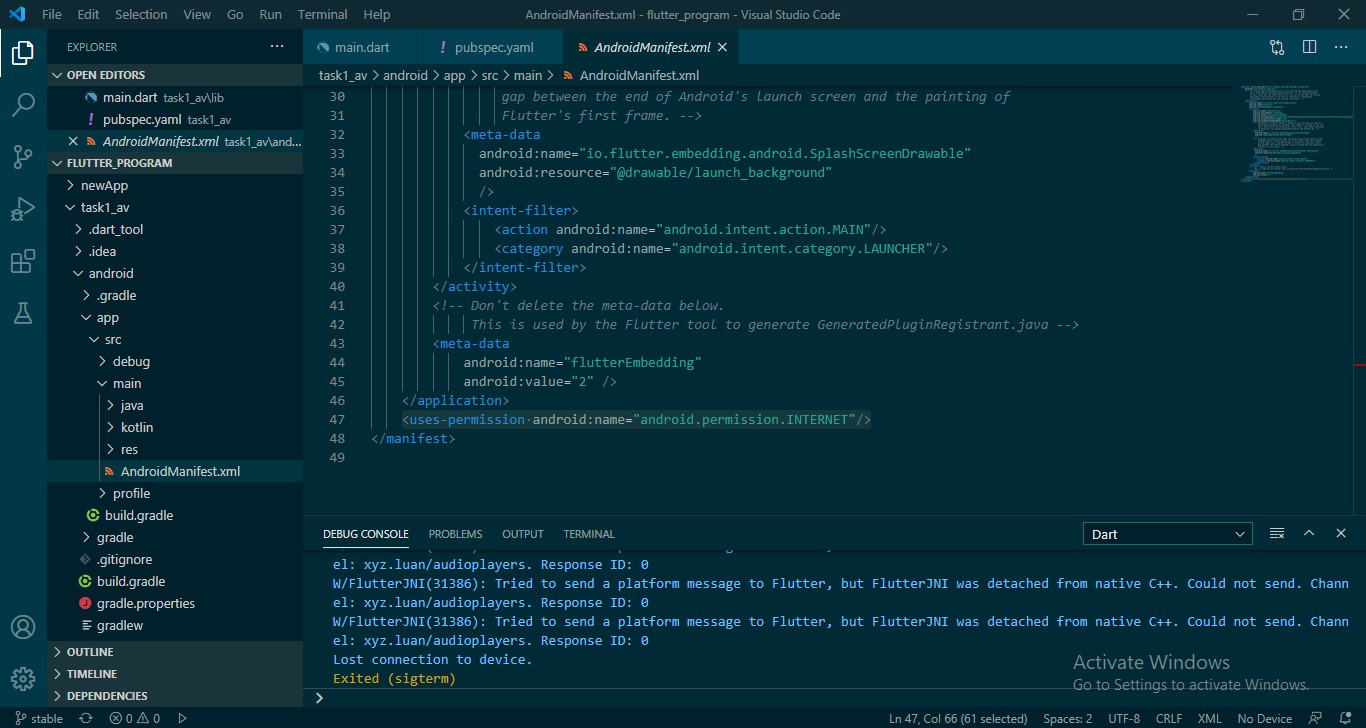 File Edit Selection View Go Run Terminal Help
AndroidManifest.xml - flutter_program - Visual Studio Code
EXPLORER
OPEN EDITORS
main.dart task1_av\lib
pubspec.yaml task1_av
AndroidManifest.xml task1_av\and...
FLUTTER_PROGRAM
newApp
task1_av
.dart_tool
.idea
android
.gradle
app
src
debug
main
java
kotlin
res
AndroidManifest.xml
profile
build.gradle
gradle
.gitignore
build.gradle
gradle.properties
gradlew
OUTLINE
TIMELINE
DEPENDENCIES
main.dart
pubspec.yaml
AndroidManifest.xml
task1_av > android > app > src > main > AndroidManifest.xml
30 gap between the end of Android's launch screen and the painting of
31 Flutter's first frame. -->
32 <meta-data
33 android:name="io.flutter.embedding.android.SplashScreenDrawable"
34 android:resource="@drawable/launch_background"
35 />
36 <intent-filter>
37 <action android:name="android.intent.action.MAIN"/>
38 <category android:name="android.intent.category.LAUNCHER"/>
39 </intent-filter>
40 </activity>
41 <!-- Don't delete the meta-data below.
42 This is used by the Flutter tool to generate GeneratedPluginRegistrant.java -->
43 <meta-data
44 android:name="flutterEmbedding"
45 android:value="2" />
46 </application>
47 <uses-permission·android:name="android.permission.INTERNET"/>
48 </manifest>
49
DEBUG CONSOLE PROBLEMS OUTPUT TERMINAL
Dart
el: xyz.luan/audioplayers. Response ID: 0
W/FlutterJNI(31386): Tried to send a platform message to Flutter, but FlutterJNI was detached from native C++. Could not send. Chann
el: xyz.luan/audioplayers. Response ID: 0
W/FlutterJNI(31386): Tried to send a platform message to Flutter, but FlutterJNI was detached from native C++. Could not send. Chann
el: xyz.luan/audioplayers. Response ID: 0
Lost connection to device.
Exited (sigterm)
Activate Windows
Go to Settings to activate Windows.
stable 0 0 Ln 47, Col 66 (61 selected) Spaces: 2 UTF-8 CRLF XML No Device